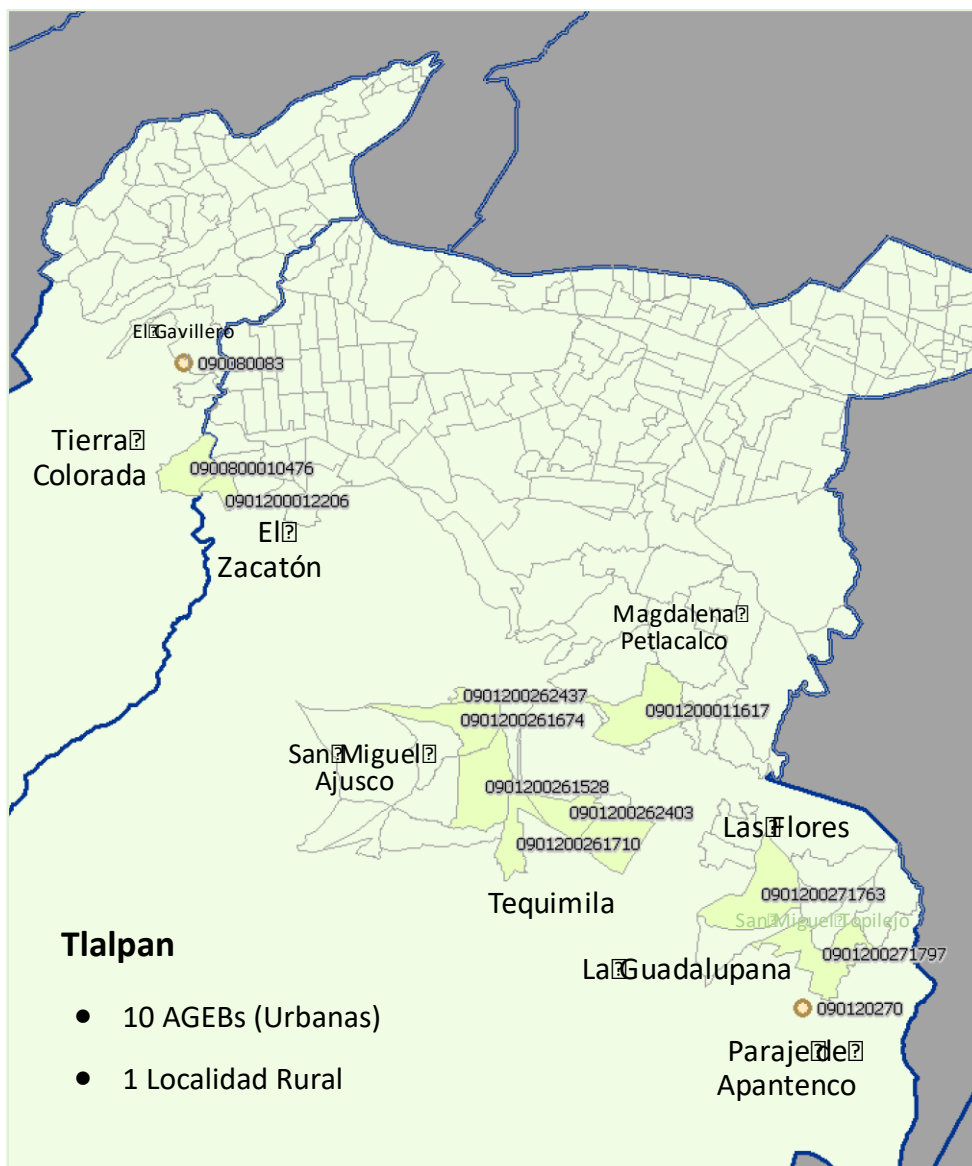 El Gavillero
090080083
Tierra
Colorada
0900800010476
0901200012206
El
Zacatón
Magdalena
Petlacalco
0901200262437
0901200011617
0901200261674
San Miguel
Ajusco
0901200261528
0901200262403
Las Flores
0901200261710
Tequimila
0901200271763
San Miguel Topilejo
Tlalpan
0901200271797
La Guadalupana
• 10 AGEBs (Urbanas)
090120270
Paraje de
Apantenco
• 1 Localidad Rural